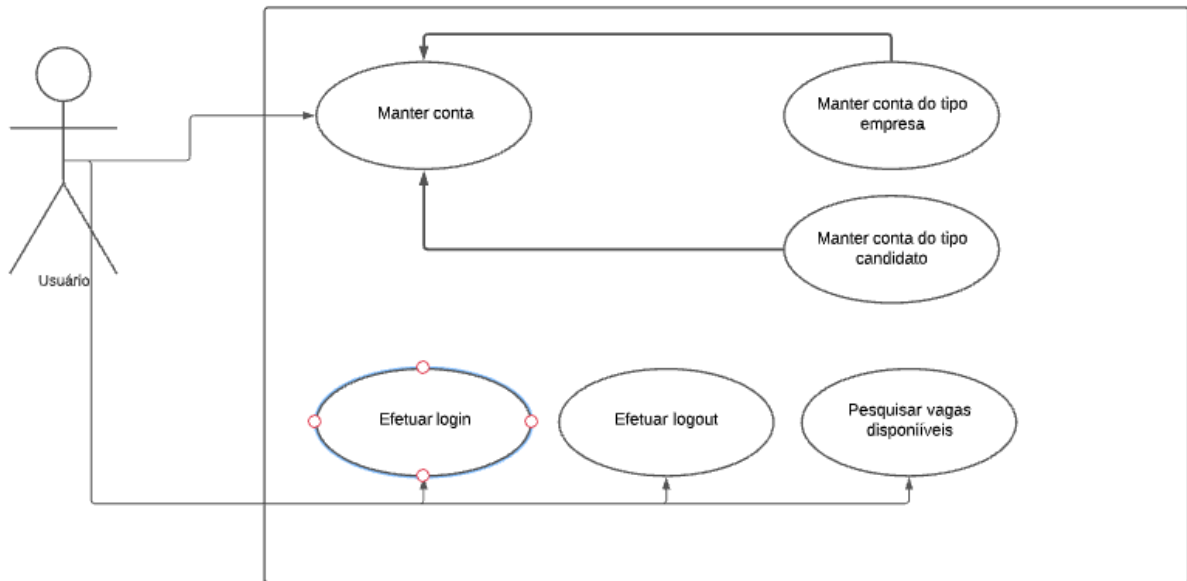 Manter conta
Manter conta do tipo
empresa
Manter conta do tipo
candidato
Usuário
Efetuar login
Efetuar logout
Pesquisar vagas
disponiíveis